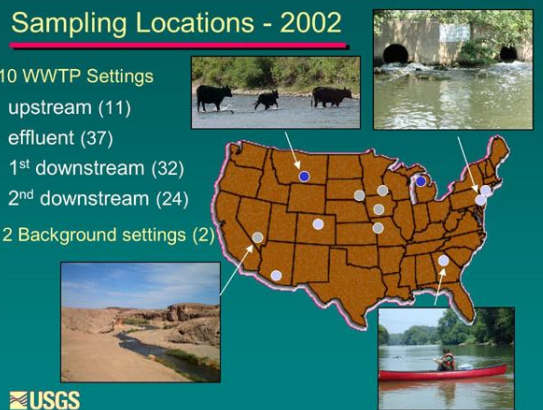 Sampling Locations - 2002
10 WWTP Settings
upstream (11)
effluent (37)
1st downstream (32)
2nd downstream (24)
2 Background settings (2)
USGS